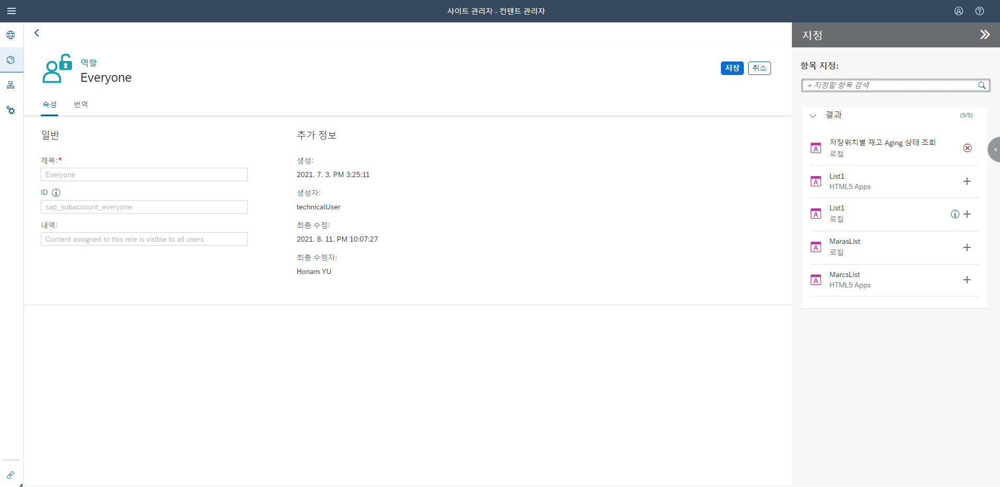 사이트 관리자 - 컨텐트 관리자
역할
Everyone
저장
취소
속성
번역
일반
제목:*
Everyone
ID
sap_subaccount_everyone
내역:
Content assigned to this role is visible to all users
추가 정보
생성:
2021. 7. 3. PM 3:25:11
생성자:
technicalUser
최종 수정:
2021. 8. 11. PM 10:07:27
최종 수정자:
Honam YU
지정
항목 지정:
+ 지정할 항목 검색
결과 (5/5)
저장위치별 재고 Aging 상태 조회
로컬
List1
HTML5 Apps
List1
로컬
MarasList
로컬
MarcsList
HTML5 Apps